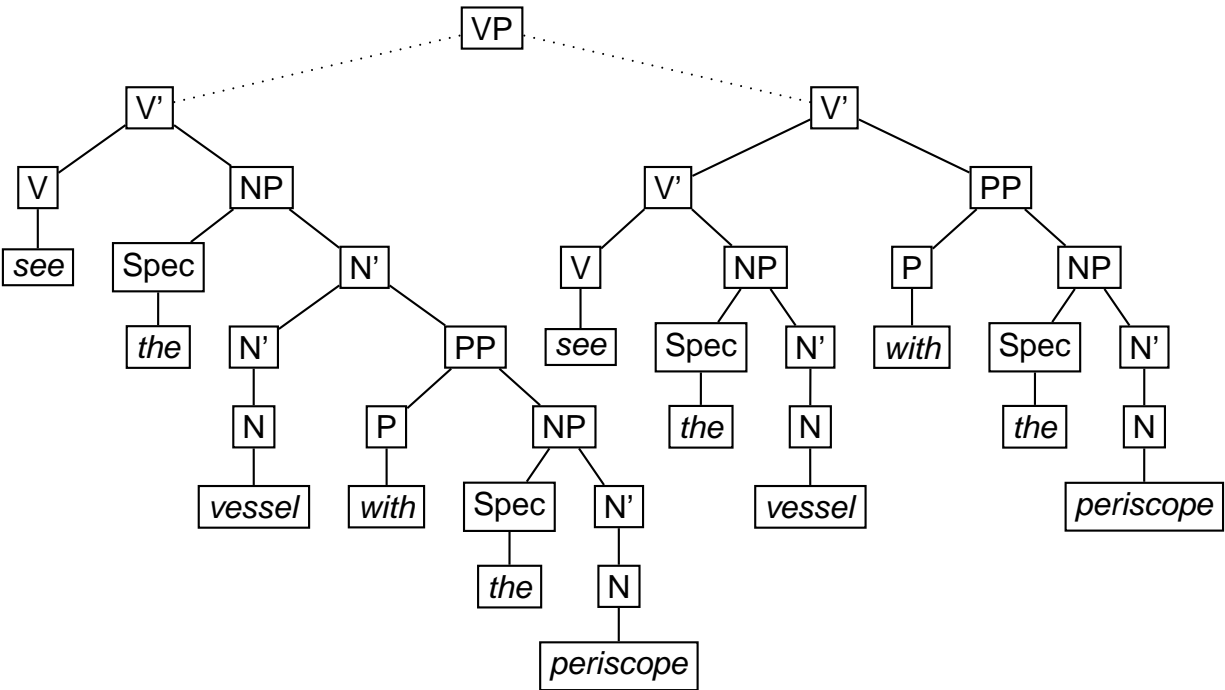 VP
V' V'
V NP V' PP
see Spec N' V NP P NP
the N' PP see Spec N' with Spec N'
N P NP the N the N
vessel with Spec N' vessel periscope
the N
periscope